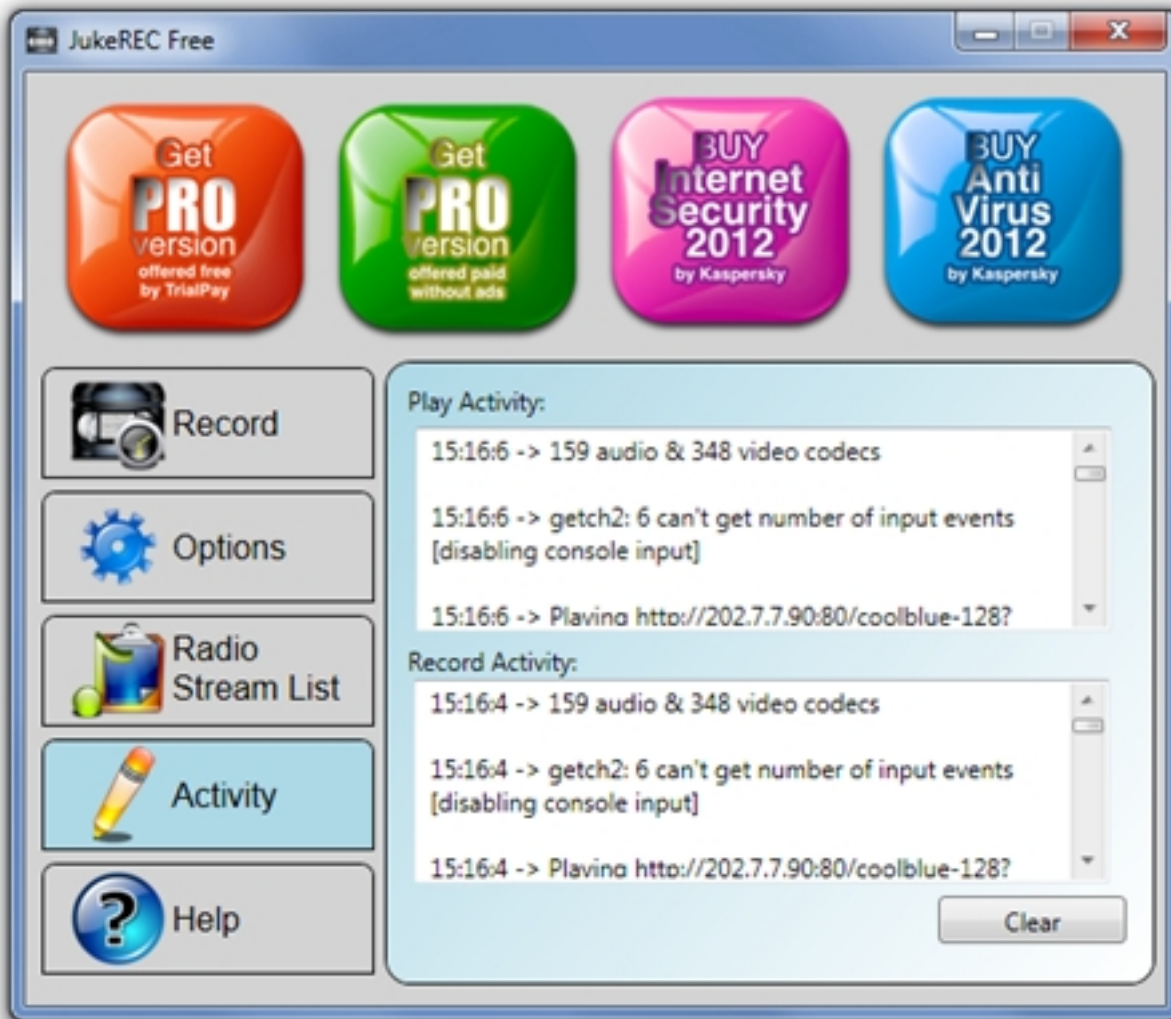 JukeREC Free
Get
PRO
version
offered free
by TrialPay
Get
PRO
version
offered paid
without ads
BUY
Internet
Security
2012
by Kaspersky
BUY
Anti
Virus
2012
by Kaspersky
Record
Options
Radio
Stream List
Activity
Help
Play Activity:
15:16:6 -> 159 audio & 348 video codecs
15:16:6 -> getch2: 6 can't get number of input events
[disabling console input]
15:16:6 -> Playing http://202.7.7.90:80/coolblue-128?
Record Activity:
15:16:4 -> 159 audio & 348 video codecs
15:16:4 -> getch2: 6 can't get number of input events
[disabling console input]
15:16:4 -> Playing http://202.7.7.90:80/coolblue-128?
Clear